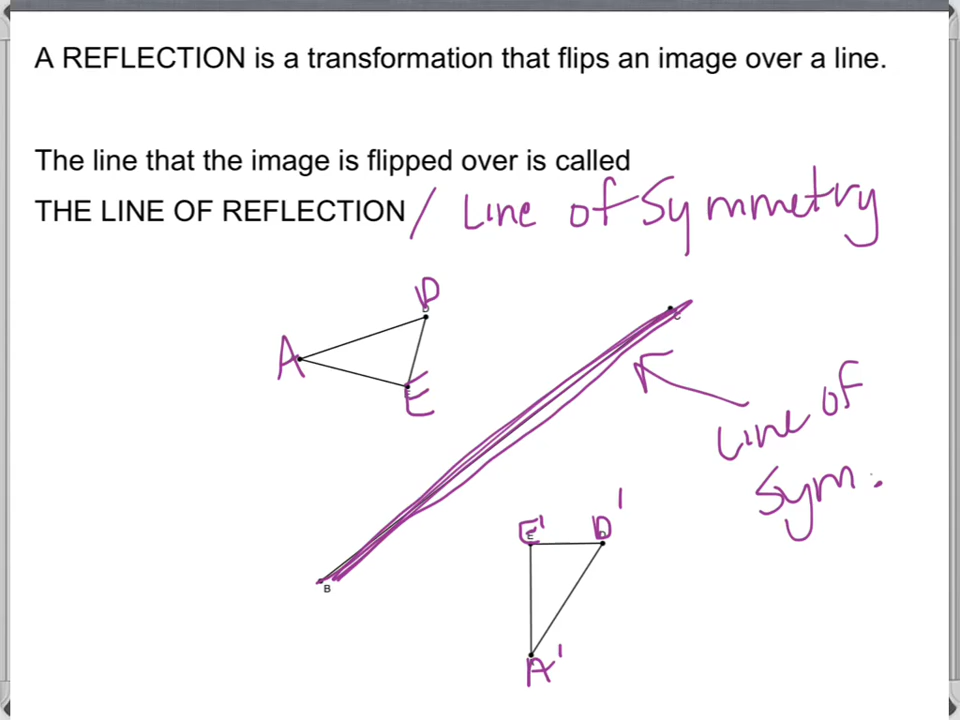 A REFLECTION is a transformation that flips an image over a line.
The line that the image is flipped over is called
THE LINE OF REFLECTION / Line of Symmetry
D
A
E
C
Line of
Sym.
B
E' D'
A'